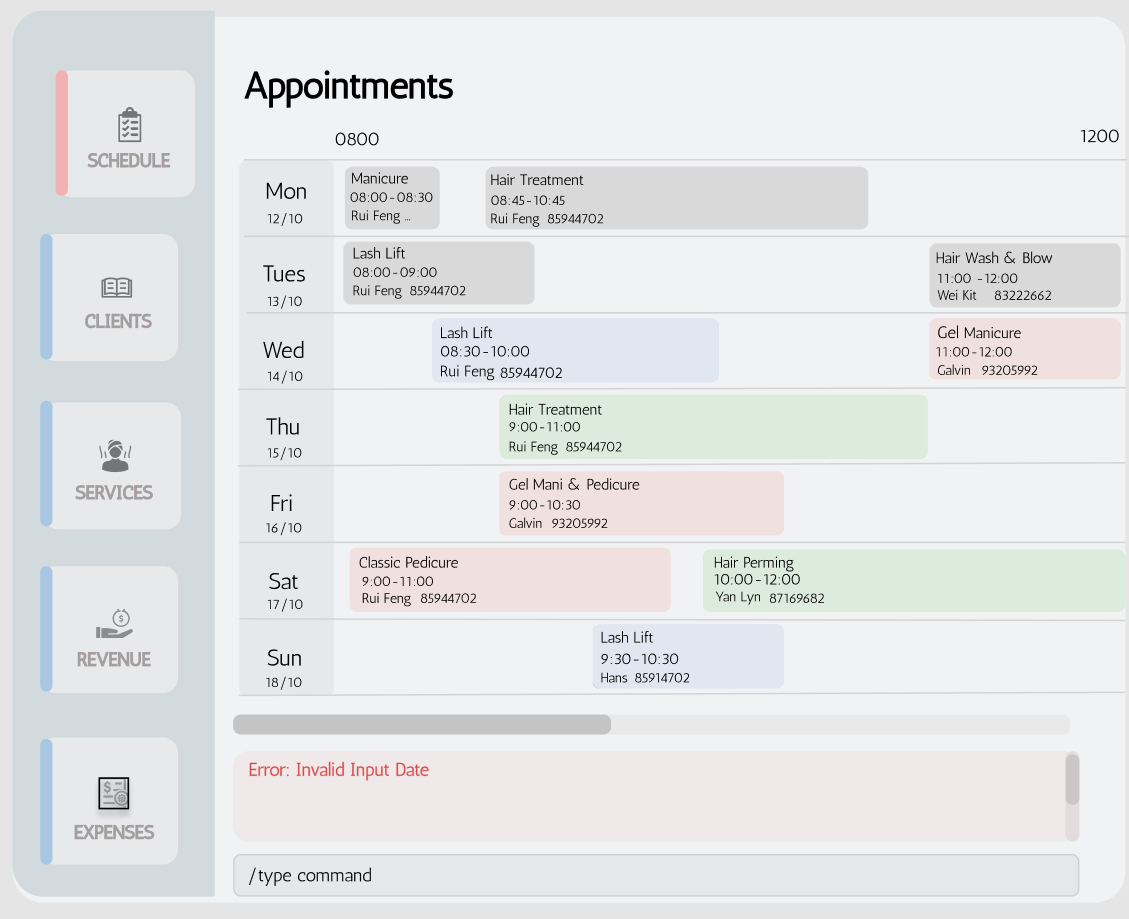 SCHEDULE
CLIENTS
SERVICES
REVENUE
EXPENSES
Appointments
0800 1200
Mon
12/10
Manicure
08:00-08:30
Rui Feng ...
Hair Treatment
08:45-10:45
Rui Feng 85944702
Tues
13/10
Lash Lift
08:00-09:00
Rui Feng 85944702
Hair Wash & Blow
11:00 -12:00
Wei Kit 83222662
Wed
14/10
Lash Lift
08:30-10:00
Rui Feng 85944702
Gel Manicure
11:00-12:00
Galvin 93205992
Thu
15/10
Hair Treatment
9:00-11:00
Rui Feng 85944702
Fri
16/10
Gel Mani & Pedicure
9:00-10:30
Galvin 93205992
Sat
17/10
Classic Pedicure
9:00-11:00
Rui Feng 85944702
Hair Perming
10:00-12:00
Yan Lyn 87169682
Sun
18/10
Lash Lift
9:30-10:30
Hans 85914702
Error: Invalid Input Date
/type command